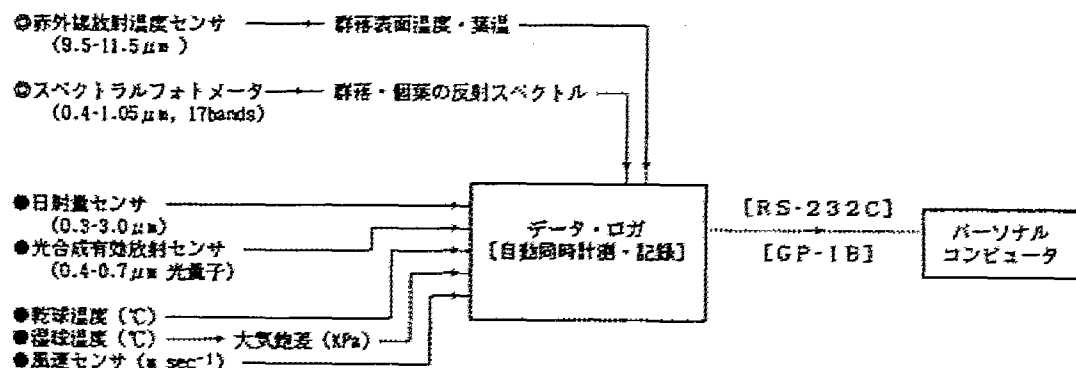 ◎赤外線放射温度センサ
群落表面温度・葉温
(9.5-11.5μm)
◎スペクトラルフォトメータ
群落・個葉の反射スペクトル
(0.4-1.05μm, 17bands)
●日射量センサ
(0.3-3.0μm)
●光合成有効放射センサ
(0.4-0.7μm 光量子)
●乾球温度 (℃)
●湿球温度 (℃)
大気飽差 (KPa)
●風速センサ (m sec⁻¹)
データ・ロガ
[自動同時計測・記録]
[RS-232C]
[GP-IB]
パーソナル
コンピュータ